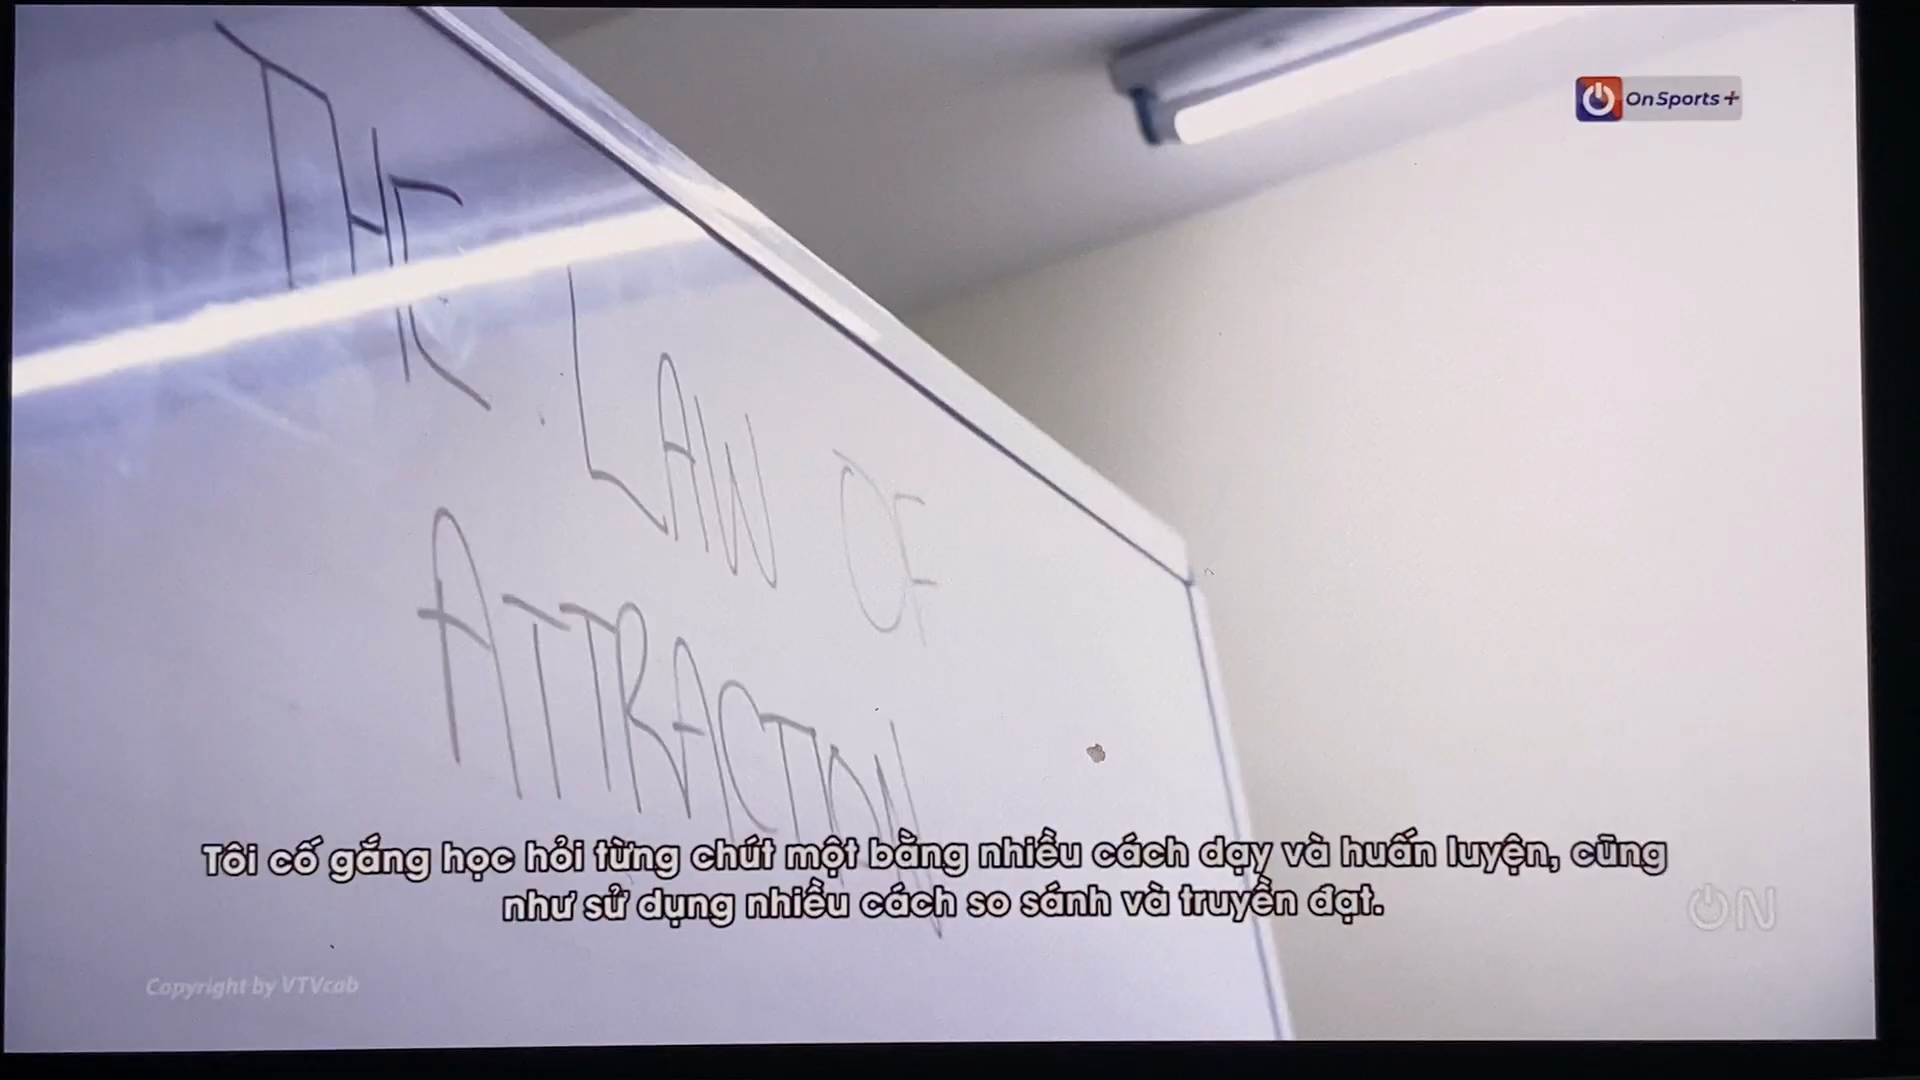 OnSports+
THE LAW OF
ATTRACTION
Tôi cố gắng học hỏi từng chút một bằng nhiều cách dạy và huấn luyện, cũng
như sử dụng nhiều cách so sánh và truyền đạt.
ON
Copyright by VTVcab